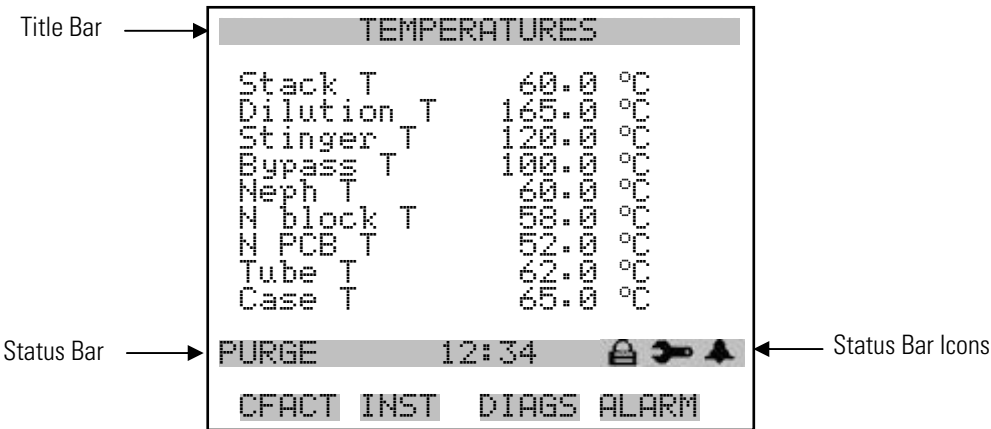 Title Bar
TEMPERATURES
Stack T 60.0 °C
Dilution T 165.0 °C
Stinger T 120.0 °C
Bypass T 100.0 °C
Neph T 60.0 °C
N block T 58.0 °C
N PCB T 52.0 °C
Tube T 62.0 °C
Case T 65.0 °C
Status Bar
PURGE 12:34
Status Bar Icons
CFACT INST DIAGS ALARM